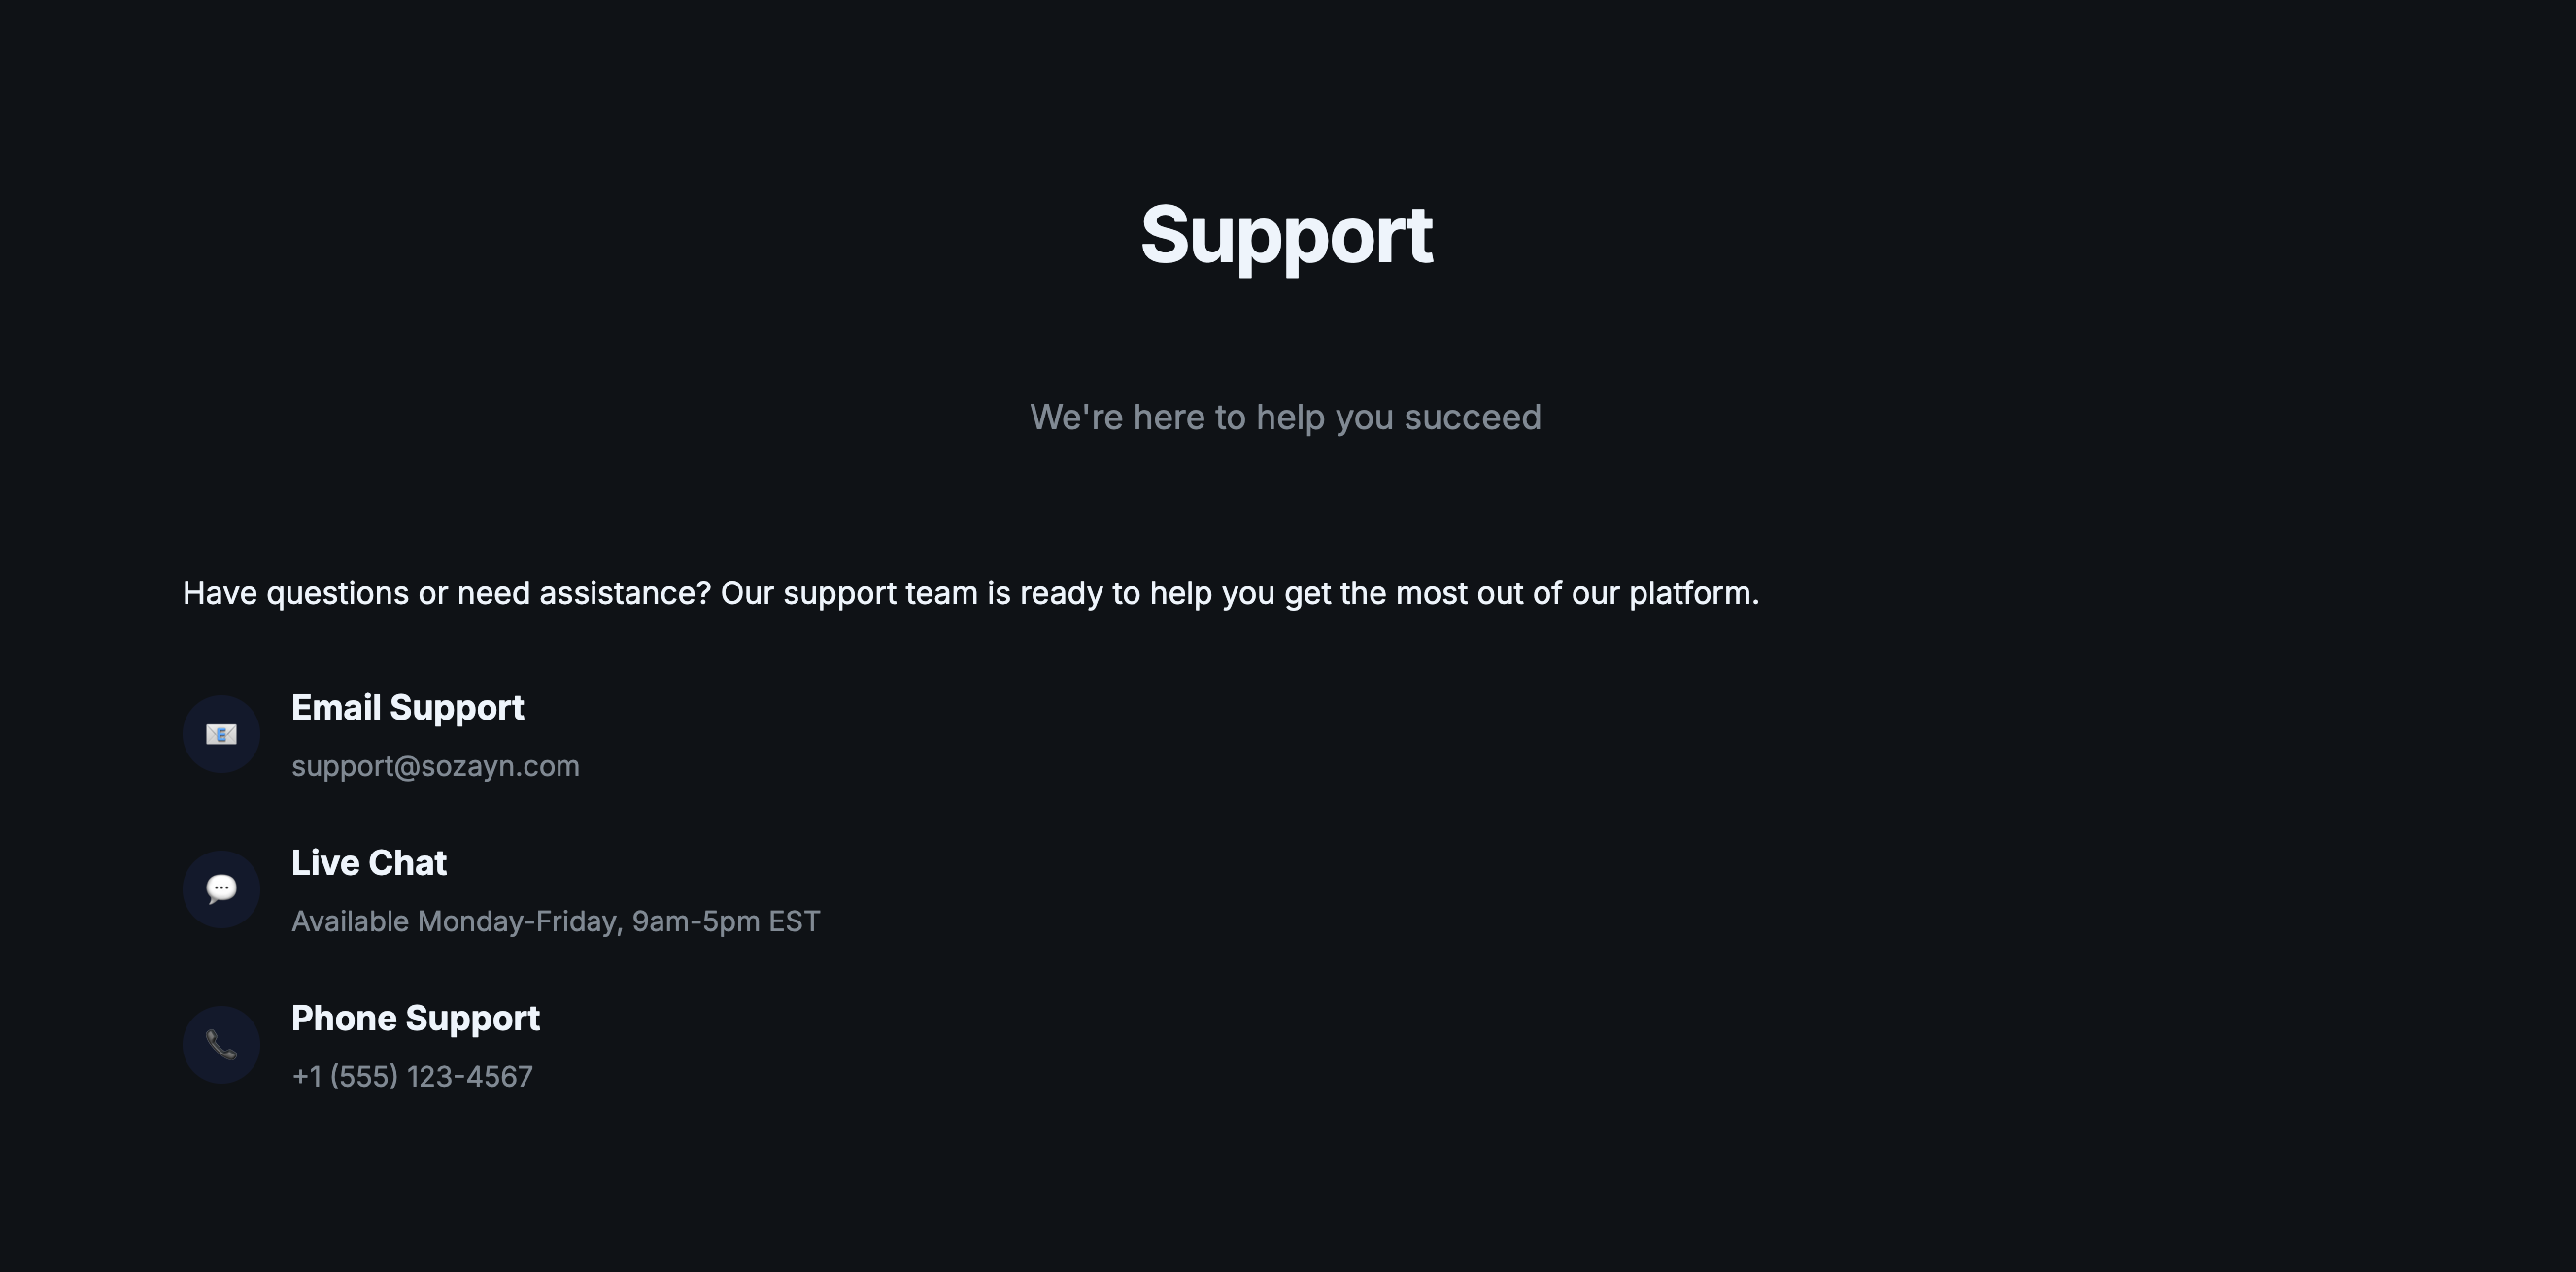 Support
We're here to help you succeed
Have questions or need assistance? Our support team is ready to help you get the most out of our platform.
Email Support
support@sozayn.com
Live Chat
Available Monday-Friday, 9am-5pm EST
Phone Support
+1 (555) 123-4567